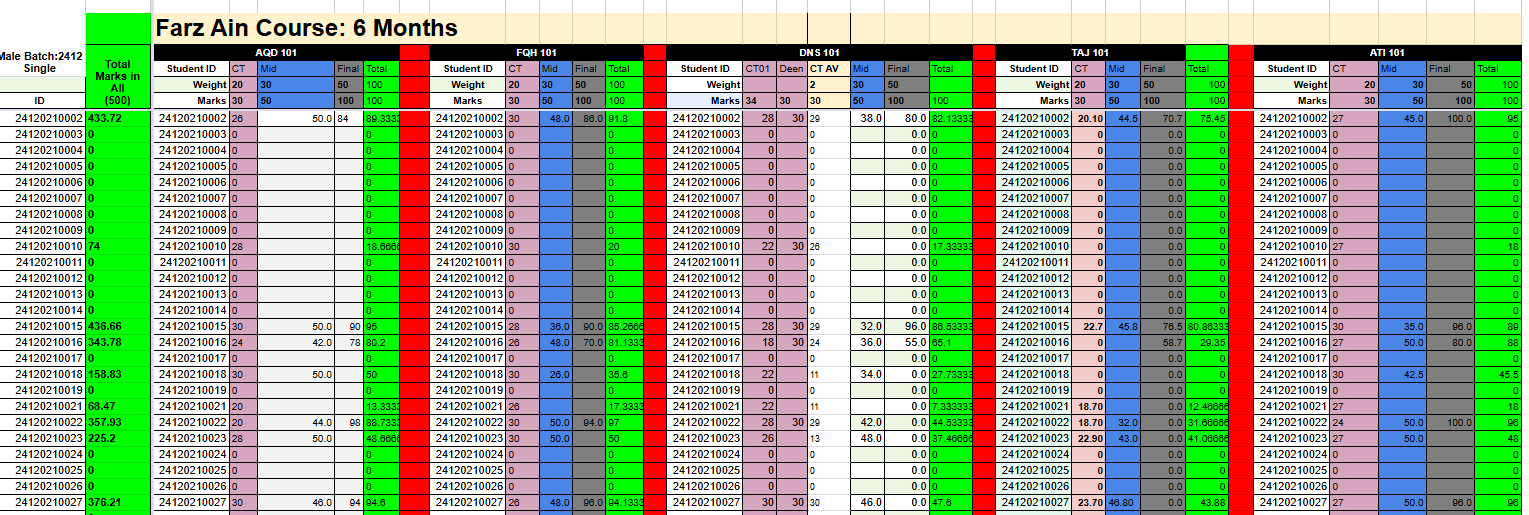 Farz Ain Course: 6 Months
Male Batch:2412 Single Total Marks in All (500) AQD 101 FQH 101 DNS 101 TAJ 101 ATI 101
Student ID CT Mid Final Total Student ID CT Mid Final Total Student ID CT01 Deen CT AV Mid Final Total Student ID CT Mid Final Total Student ID CT Mid Final Total
Weight 20 30 50 100 Weight 20 30 50 100 Weight 2 30 50 Weight 20 30 50 100 Weight 20 30 50 100
ID Marks 30 50 100 100 Marks 30 50 100 100 Marks 34 30 30 50 100 100 Marks 30 50 100 100 Marks 30 50 100 100
24120210002 433.72 24120210002 26 50.0 84 89.3333 24120210002 30 48.0 86.0 91.8 24120210002 28 30 29 38.0 80.0 82.13333 24120210002 20.10 44.5 70.7 75.45 24120210002 27 45.0 100.0 95
24120210003 0 24120210003 0 0 24120210003 0 0 24120210003 0 0 0.0 0 24120210003 0 0.0 0 24120210003 0 0
24120210004 0 24120210004 0 0 24120210004 0 0 24120210004 0 0 0.0 0 24120210004 0 0.0 0 24120210004 0 0
24120210005 0 24120210005 0 0 24120210005 0 0 24120210005 0 0 0.0 0 24120210005 0 0.0 0 24120210005 0 0
24120210006 0 24120210006 0 0 24120210006 0 0 24120210006 0 0 0.0 0 24120210006 0 0.0 0 24120210006 0 0
24120210007 0 24120210007 0 0 24120210007 0 0 24120210007 0 0 0.0 0 24120210007 0 0.0 0 24120210007 0 0
24120210008 0 24120210008 0 0 24120210008 0 0 24120210008 0 0 0.0 0 24120210008 0 0.0 0 24120210008 0 0
24120210009 0 24120210009 0 0 24120210009 0 0 24120210009 0 0 0.0 0 24120210009 0 0.0 0 24120210009 0 0
24120210010 74 24120210010 28 18.6666 24120210010 30 20 24120210010 22 30 26 0.0 17.33333 24120210010 0 0.0 0 24120210010 27 18
24120210011 0 24120210011 0 0 24120210011 0 0 24120210011 0 0 0.0 0 24120210011 0 0.0 0 24120210011 0 0
24120210012 0 24120210012 0 0 24120210012 0 0 24120210012 0 0 0.0 0 24120210012 0 0.0 0 24120210012 0 0
24120210013 0 24120210013 0 0 24120210013 0 0 24120210013 0 0 0.0 0 24120210013 0 0.0 0 24120210013 0 0
24120210014 0 24120210014 0 0 24120210014 0 0 24120210014 0 0 0.0 0 24120210014 0 0.0 0 24120210014 0 0
24120210015 436.66 24120210015 30 50.0 90 95 24120210015 28 36.0 90.0 85.2666 24120210015 28 30 29 32.0 96.0 86.53333 24120210015 22.7 45.8 76.5 80.86333 24120210015 30 35.0 96.0 89
24120210016 343.78 24120210016 24 42.0 78 80.2 24120210016 26 48.0 70.0 81.1333 24120210016 18 30 24 36.0 55.0 65.1 24120210016 0 58.7 29.35 24120210016 27 50.0 80.0 88
24120210017 0 24120210017 0 0 24120210017 0 0 24120210017 0 0 0.0 0 24120210017 0 0.0 0 24120210017 0 0
24120210018 158.83 24120210018 30 50.0 50 24120210018 30 26.0 35.6 24120210018 22 11 34.0 0.0 27.73333 24120210018 0 0.0 0 24120210018 30 42.5 45.5
24120210019 0 24120210019 0 0 24120210019 0 0 24120210019 0 0 0.0 0 24120210019 0 0.0 0 24120210019 0 0
24120210021 68.47 24120210021 20 13.3333 24120210021 26 17.3333 24120210021 22 11 0.0 7.333333 24120210021 18.70 0.0 12.46666 24120210021 27 18
24120210022 357.93 24120210022 20 44.0 98 88.7333 24120210022 30 50.0 94.0 97 24120210022 28 30 29 42.0 0.0 44.53333 24120210022 18.70 32.0 0.0 31.66666 24120210022 24 50.0 100.0 96
24120210023 225.2 24120210023 28 50.0 48.6666 24120210023 30 50.0 50 24120210023 26 13 48.0 0.0 37.46666 24120210023 22.90 43.0 0.0 41.06666 24120210023 27 50.0 48
24120210024 0 24120210024 0 0 24120210024 0 0 24120210024 0 0 0.0 0 24120210024 0 0.0 0 24120210024 0 0
24120210025 0 24120210025 0 0 24120210025 0 0 24120210025 0 0 0.0 0 24120210025 0 0.0 0 24120210025 0 0
24120210026 0 24120210026 0 0 24120210026 0 0 24120210026 0 0 0.0 0 24120210026 0 0.0 0 24120210026 0 0
24120210027 376.21 24120210027 30 46.0 94 94.6 24120210027 26 48.0 96.0 94.1333 24120210027 30 30 30 46.0 0.0 47.6 24120210027 23.70 46.80 0.0 43.88 24120210027 27 50.0 96.0 96